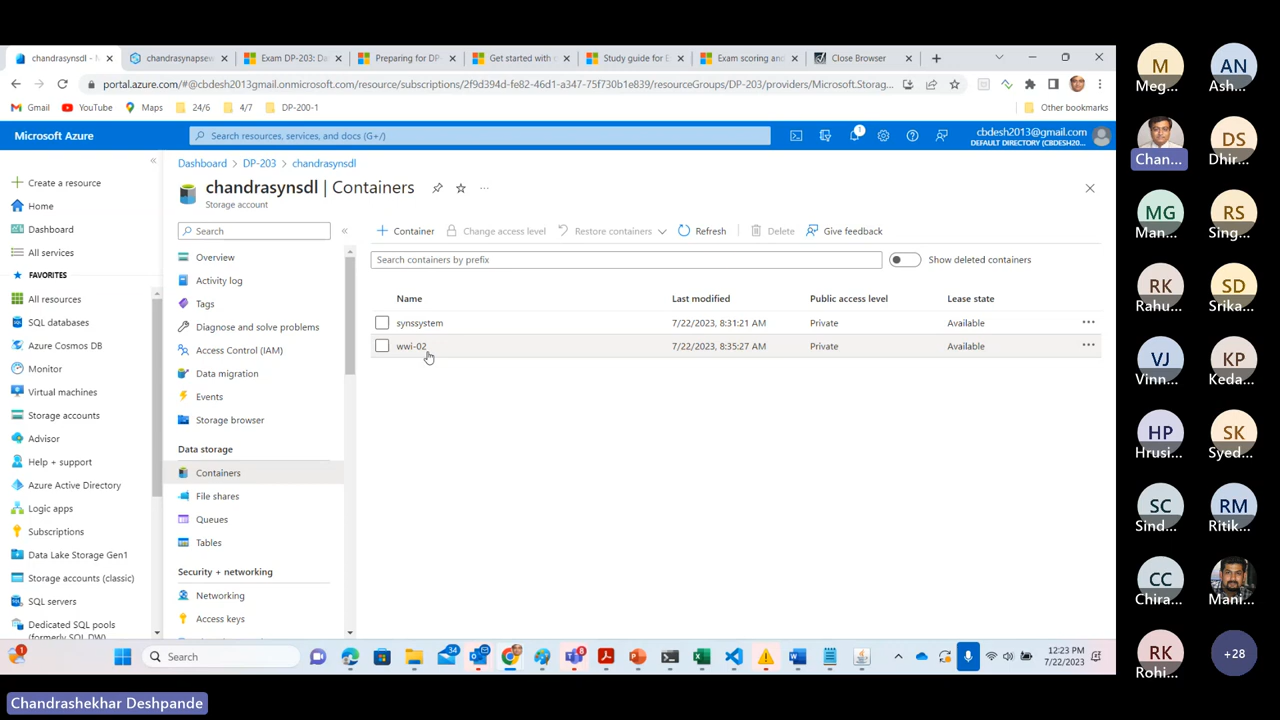 chandrasynsdl - M
chandrasynapsew
Exam DP-203: Da
Preparing for DP
Get started with c
Study guide for E
Exam scoring an
Close Browser
portal.azure.com/#@cbdesh2013gmail.onmicrosoft.com/resource/subscriptions/2f9d394d-fe82-46d1-a347-75f730b1e839/resourceGroups/DP-203/providers/Microsoft.Storag...
Gmail
YouTube
Maps
24/6
4/7
DP-200-1
Other bookmarks
Microsoft Azure
Search resources, services, and docs (G+/)
1
cbdesh2013@gmail.com
DEFAULT DIRECTORY (CBDESH20...
Create a resource
Home
Dashboard
All services
FAVORITES
All resources
SQL databases
Azure Cosmos DB
Monitor
Virtual machines
Storage accounts
Advisor
Help + support
Azure Active Directory
Logic apps
Subscriptions
Data Lake Storage Gen1
Storage accounts (classic)
SQL servers
Dedicated SQL pools
(formerly SQL DW)
Dashboard > DP-203 > chandrasynsdl
chandrasynsdl | Containers
Storage account
Search
Overview
Activity log
Tags
Diagnose and solve problems
Access Control (IAM)
Data migration
Events
Storage browser
Data storage
Containers
File shares
Queues
Tables
Security + networking
Networking
Access keys
Container
Change access level
Restore containers
Refresh
Delete
Give feedback
Search containers by prefix
Show deleted containers
Name Last modified Public access level Lease state
synssystem 7/22/2023, 8:31:21 AM Private Available
wwi-02 7/22/2023, 8:35:27 AM Private Available
1
Search
34
8
12:23 PM
7/22/2023
M
Meg...
AN
Ash...
Chan...
DS
Dhir...
MG
Man...
RS
Sing...
RK
Rahu...
SD
Srika...
VJ
Vinn...
KP
Keda...
HP
Hrusi...
SK
Syed...
SC
Sind...
RM
Ritik...
CC
Chira...
Mani...
RK
Rohi...
+28
Chandrashekhar Deshpande